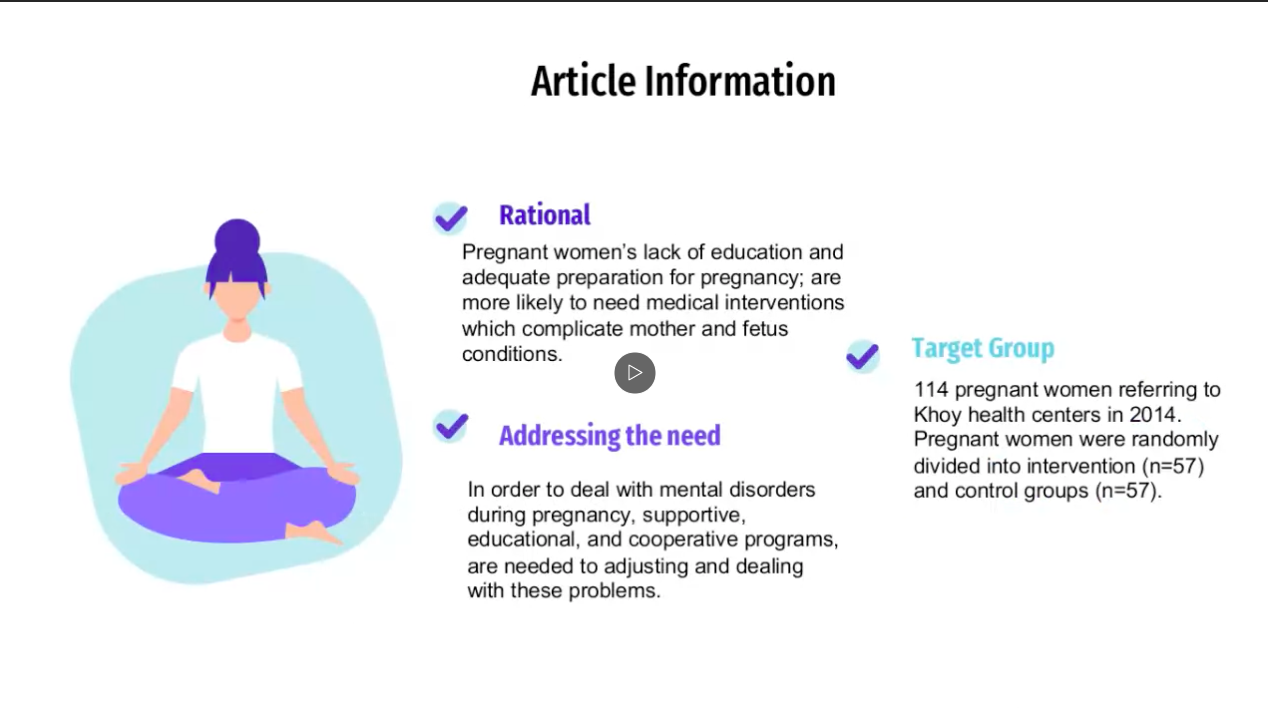 Article Information
Rational
Pregnant women's lack of education and
adequate preparation for pregnancy; are
more likely to need medical interventions
which complicate mother and fetus
conditions.
Addressing the need
In order to deal with mental disorders
during pregnancy, supportive,
educational, and cooperative programs,
are needed to adjusting and dealing
with these problems.
Target Group
114 pregnant women referring to
Khoy health centers in 2014.
Pregnant women were randomly
divided into intervention (n=57)
and control groups (n=57).